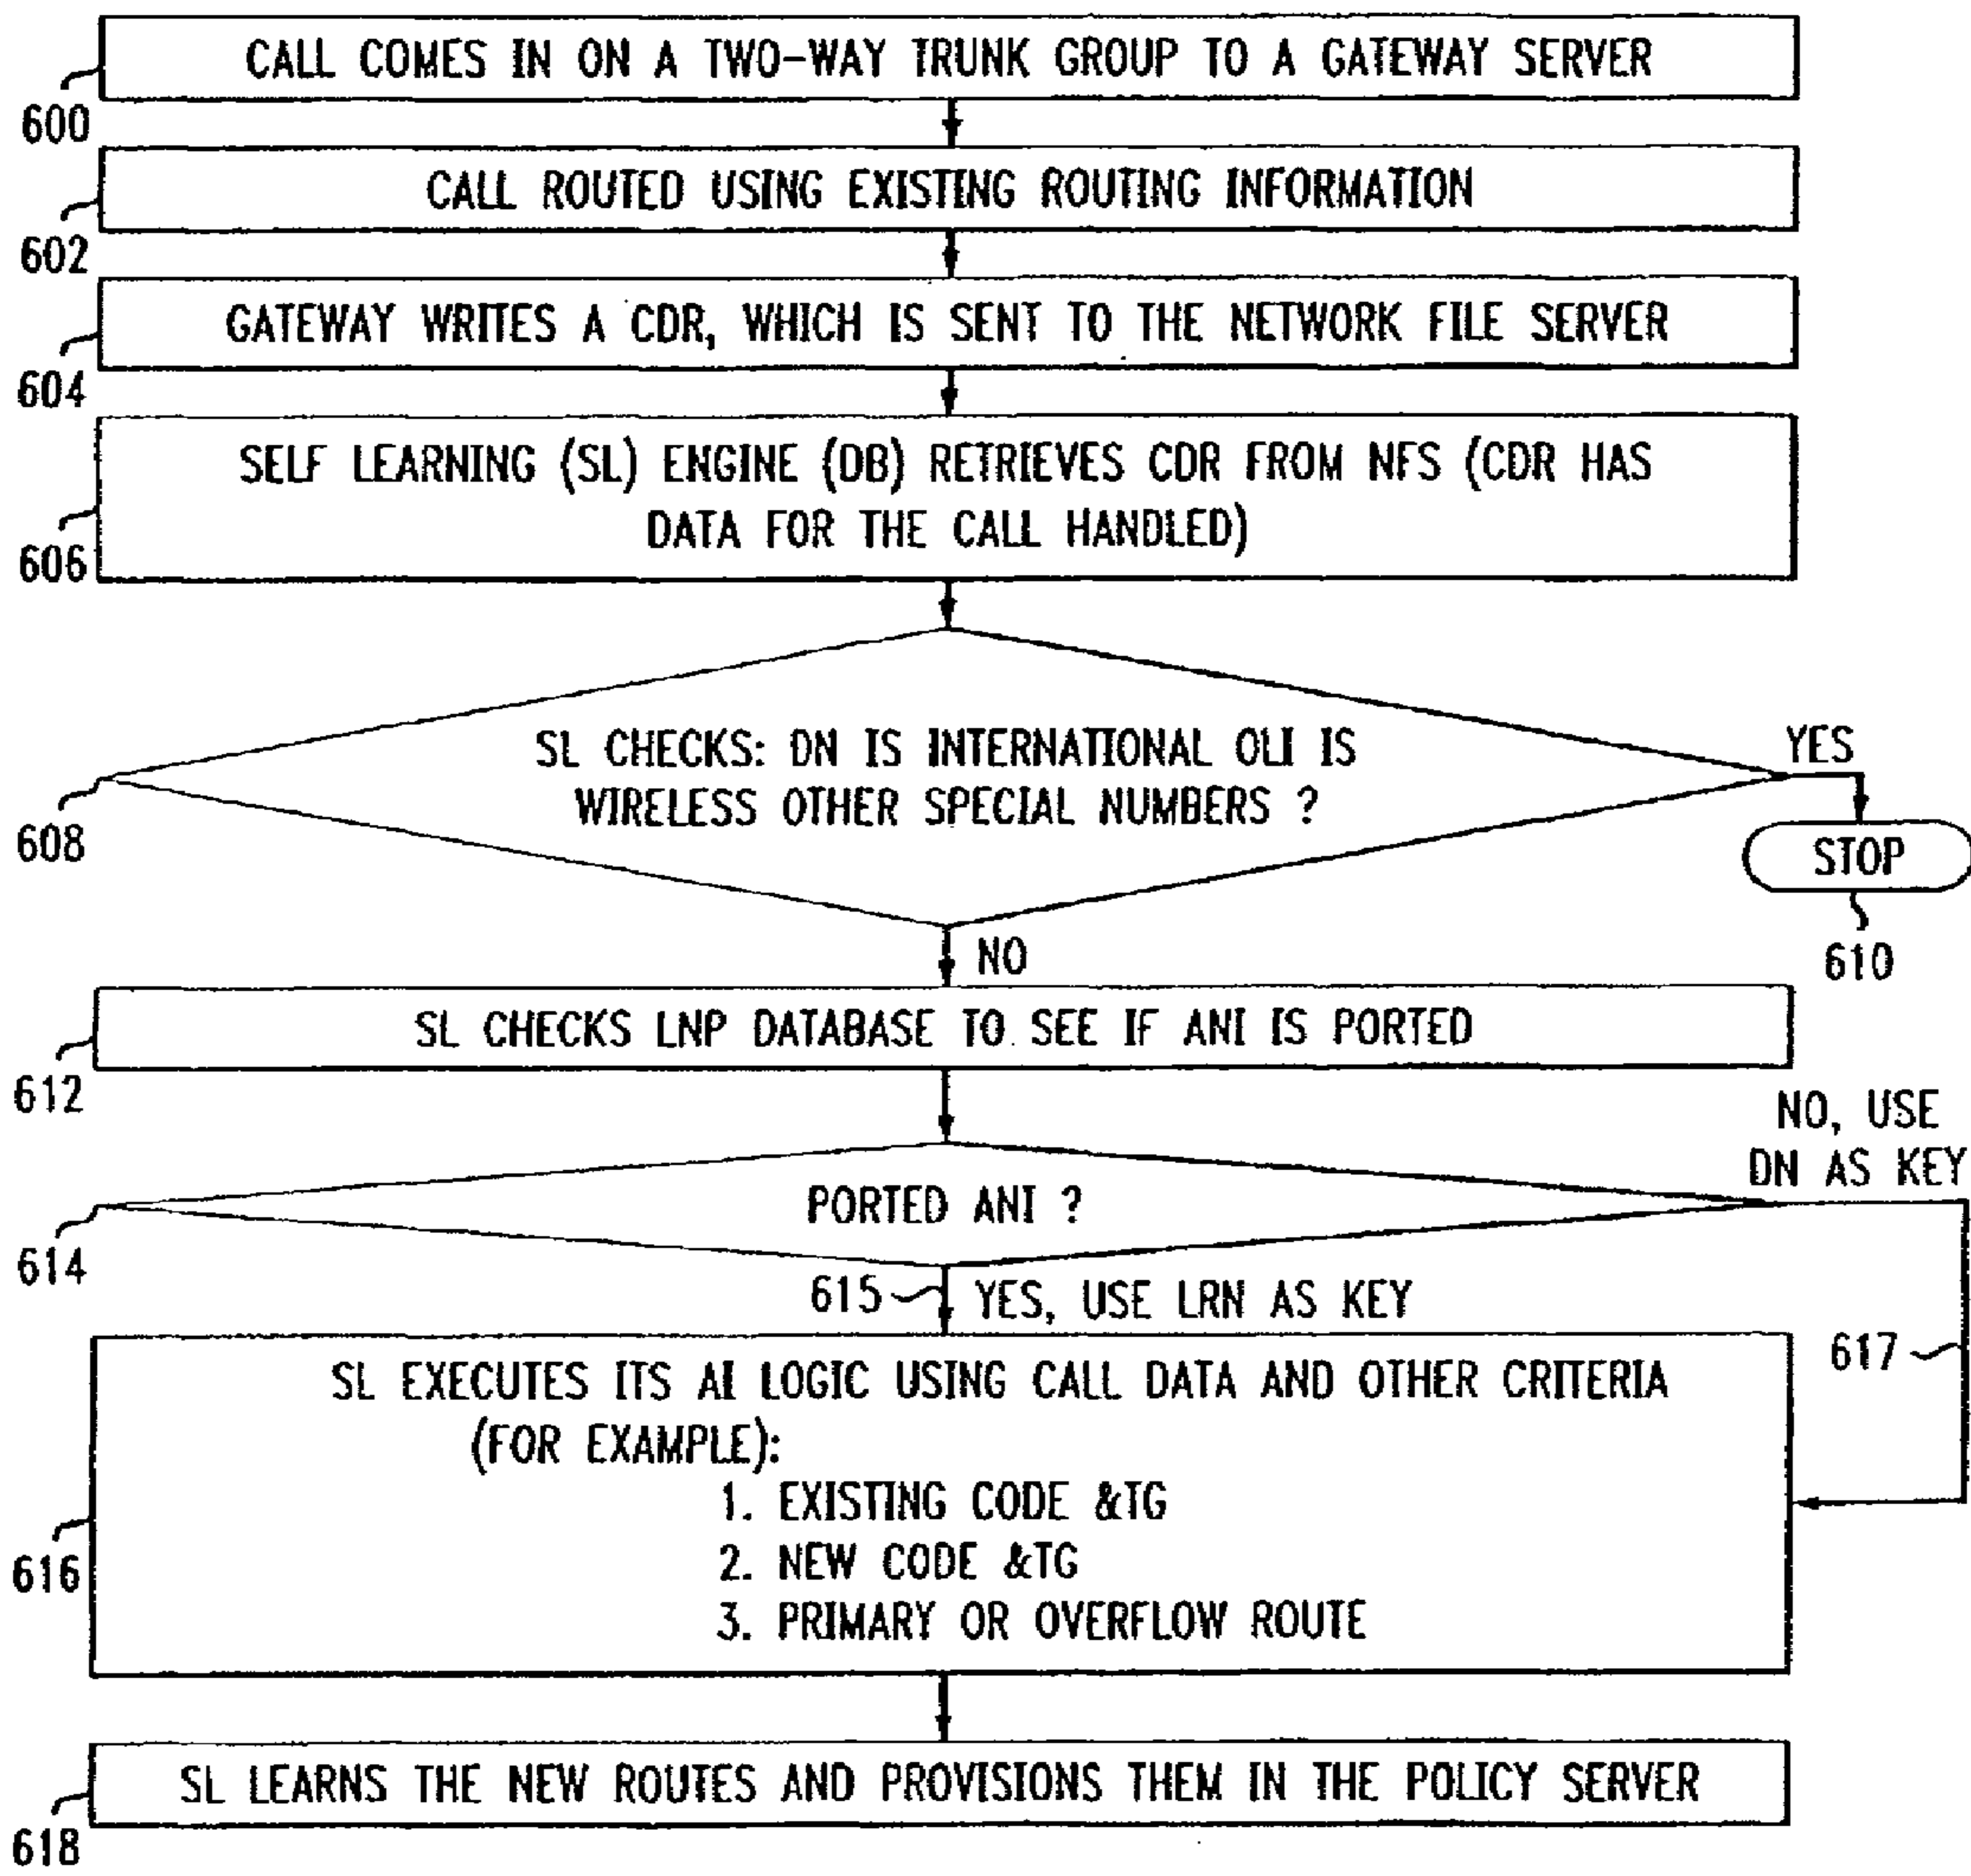 CALL COMES IN ON A TWO-WAY TRUNK GROUP TO A GATEWAY SERVER
600
CALL ROUTED USING EXISTING ROUTING INFORMATION
602
GATEWAY WRITES A CDR, WHICH IS SENT TO THE NETWORK FILE SERVER
604
SELF LEARNING (SL) ENGINE (DB) RETRIEVES CDR FROM NFS (CDR HAS
DATA FOR THE CALL HANDLED)
606
SL CHECKS: DN IS INTERNATIONAL OLI IS
WIRELESS OTHER SPECIAL NUMBERS ?
608
YES
STOP
610
NO
SL CHECKS LNP DATABASE TO SEE IF ANI IS PORTED
612
NO, USE
DN AS KEY
PORTED ANI ?
614
615
YES, USE LRN AS KEY
617
SL EXECUTES ITS AI LOGIC USING CALL DATA AND OTHER CRITERIA
(FOR EXAMPLE):
1. EXISTING CODE &TG
2. NEW CODE &TG
3. PRIMARY OR OVERFLOW ROUTE
616
SL LEARNS THE NEW ROUTES AND PROVISIONS THEM IN THE POLICY SERVER
618